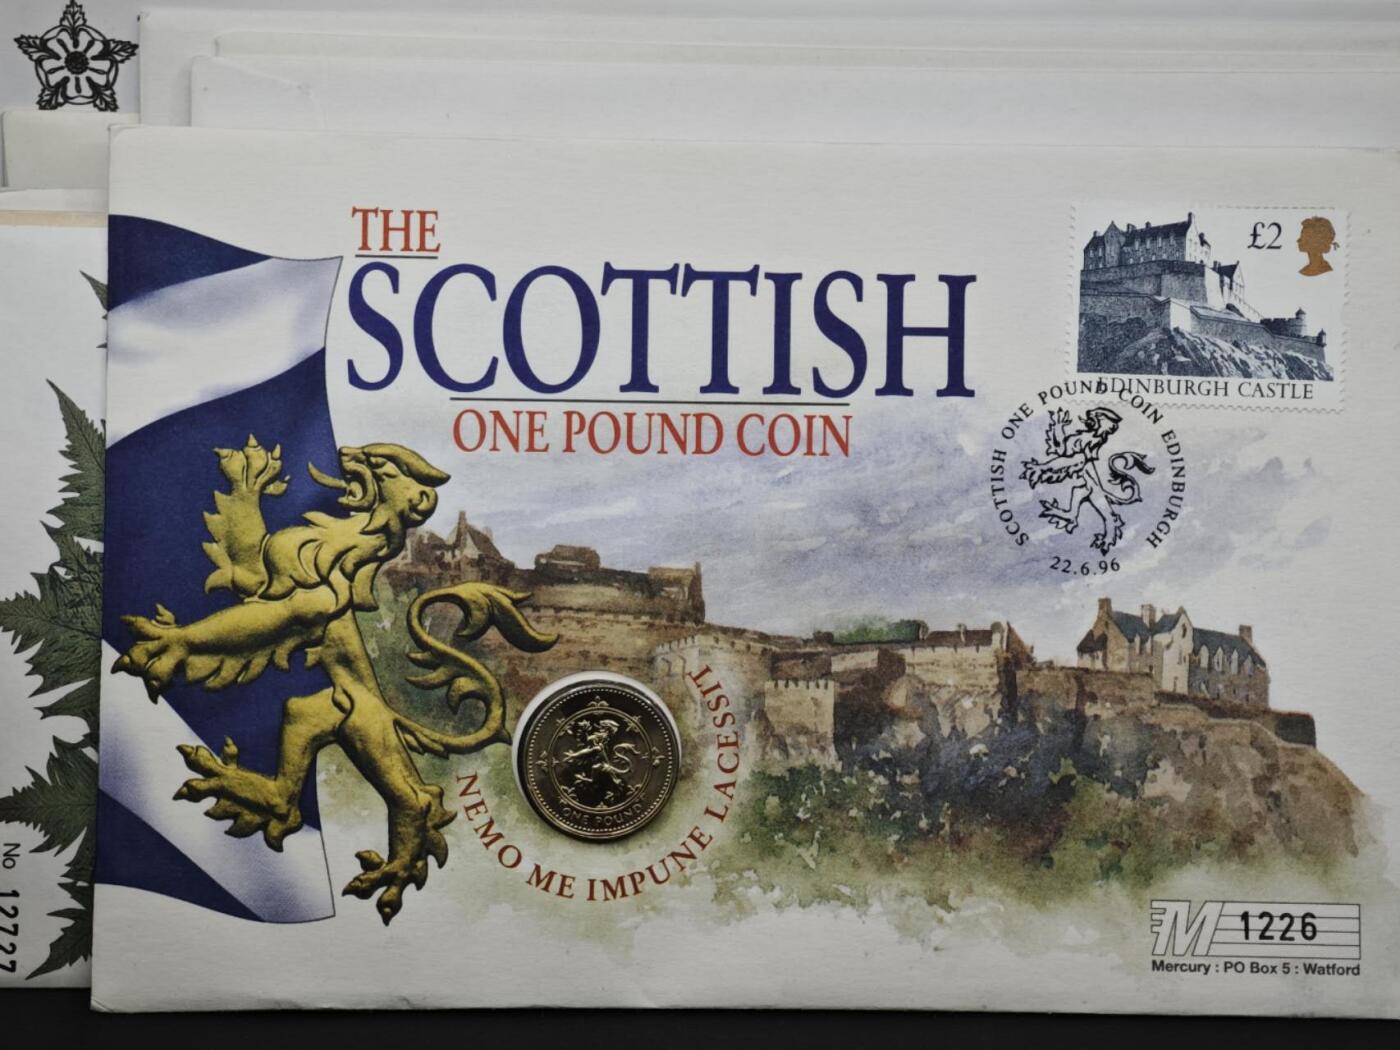 THE
SCOTTISH
ONE POUND COIN
£2
EDINBURGH CASTLE
SCOTTISH ONE POUND COIN EDINBURGH
22.6.96
ONE POUND
NEMO ME IMPUNE LACESSIT
M 1226
Mercury : PO Box 5 : Watford
No 12727